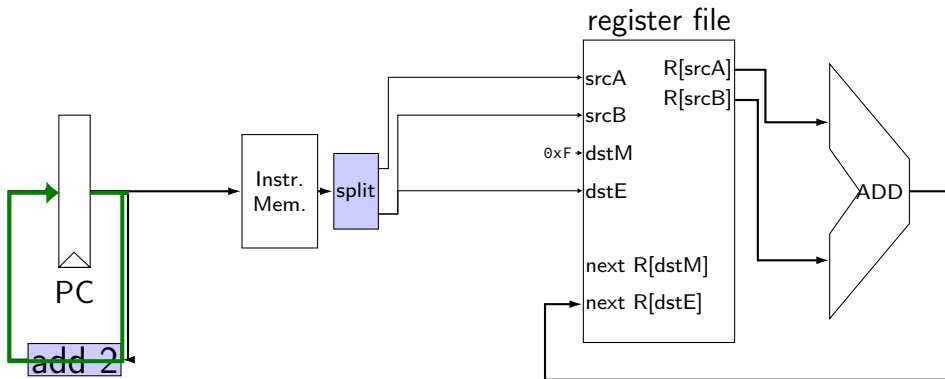 register file
srcA
R[srcA]
R[srcB]
srcB
0xF
dstM
Instr.
Mem.
split
dstE
ADD
next R[dstM]
PC
next R[dstE]
add 2